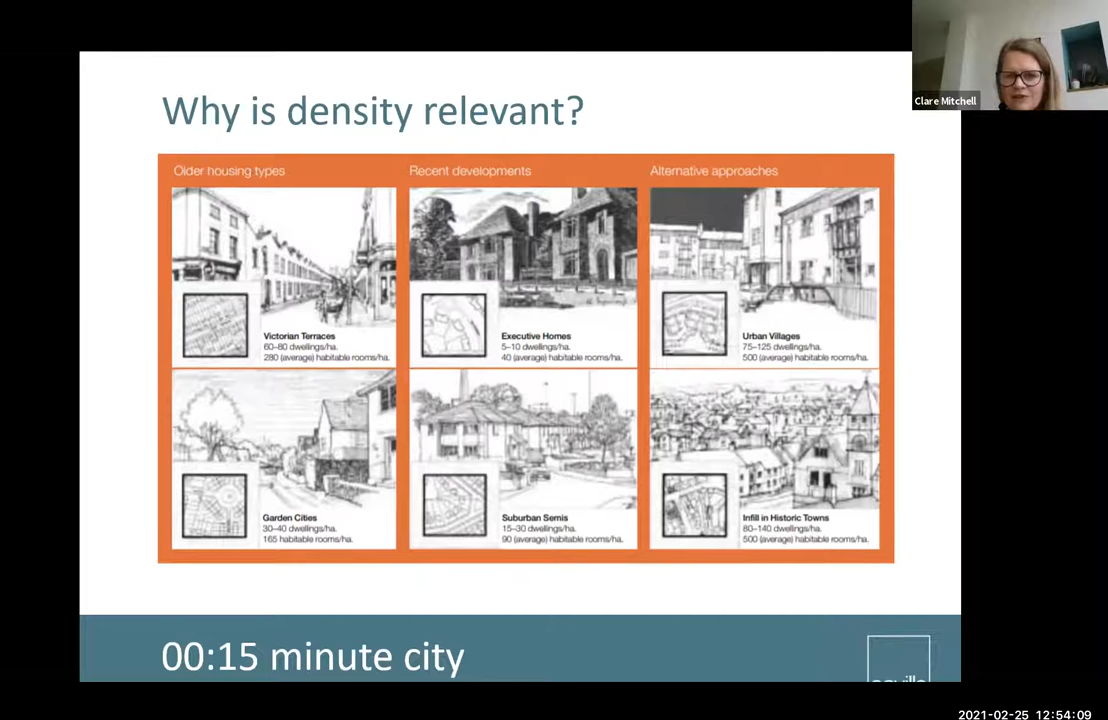 Clare Mitchell
Why is density relevant?
Older housing types
Recent developments
Alternative approaches
Victorian Terraces
60–80 dwellings/ha.
280 (average) habitable rooms/ha.
Executive Homes
5–10 dwellings/ha.
40 (average) habitable rooms/ha.
Urban Villages
75–125 dwellings/ha.
500 (average) habitable rooms/ha.
Garden Cities
30–40 dwellings/ha.
165 habitable rooms/ha.
Suburban Semis
15–30 dwellings/ha.
90 (average) habitable rooms/ha.
Infill in Historic Towns
80–140 dwellings/ha.
500 (average) habitable rooms/ha.
00:15 minute city
2021-02-25 12:54:09